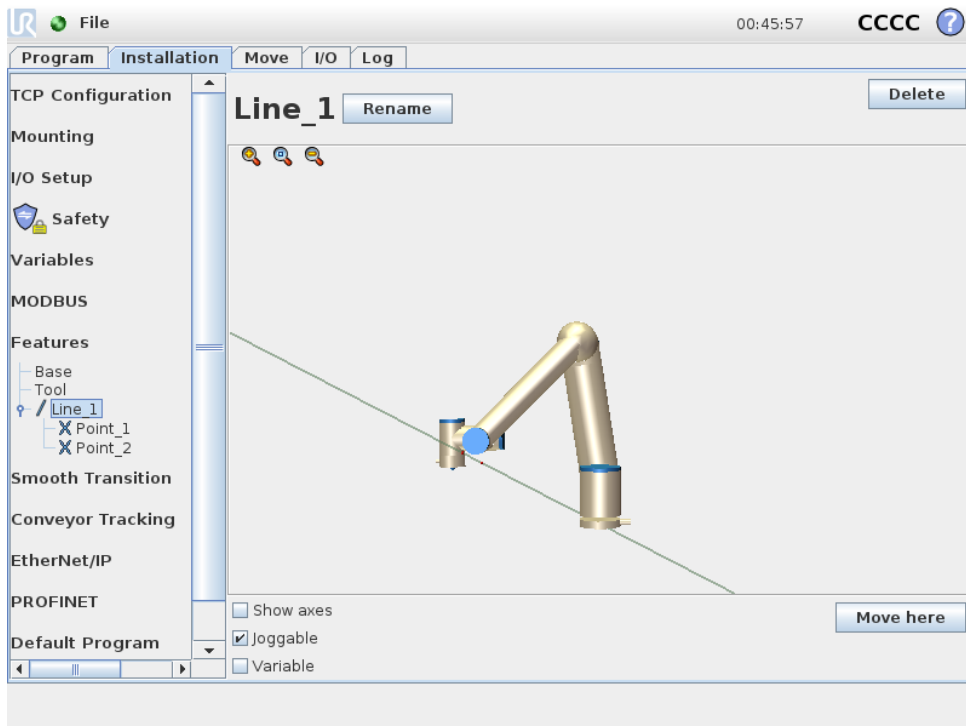 UR File 00:45:57 CCCC ?
Program Installation Move I/O Log
TCP Configuration
Mounting
I/O Setup
Safety
Variables
MODBUS
Features
Base
Tool
Line_1
Point_1
Point_2
Smooth Transition
Conveyor Tracking
EtherNet/IP
PROFINET
Default Program
Line_1 Rename Delete
Show axes
Joggable
Variable
Move here